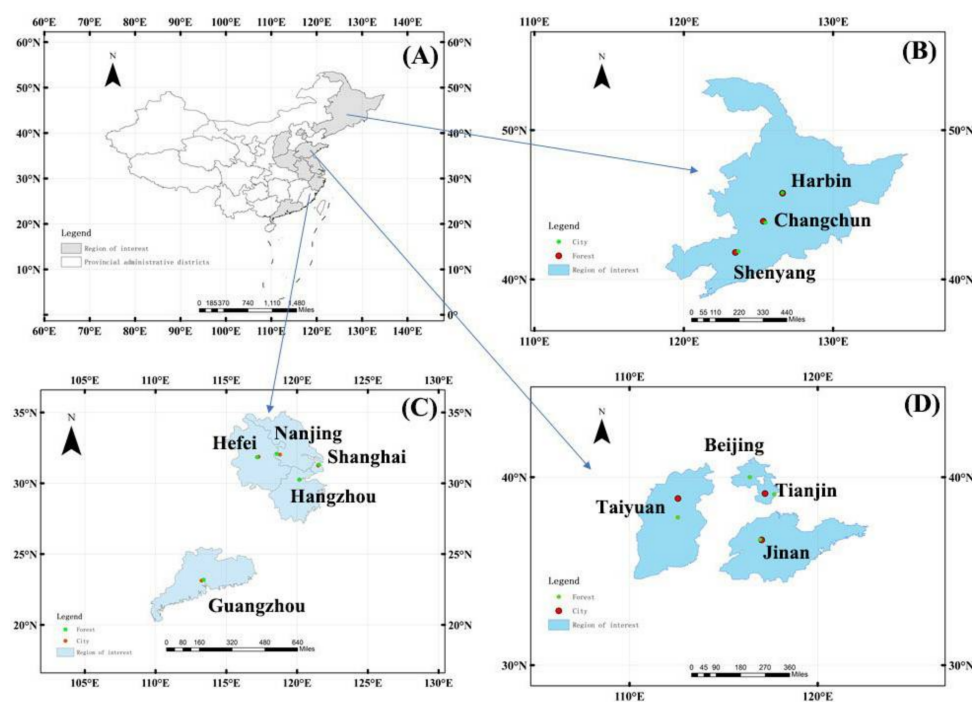 60°E 70°E 80°E 90°E 100°E 110°E 120°E 130°E 140°E
60°N 60°N
(A)
N
50°N 50°N
40°N 40°N
30°N 30°N
20°N 20°N
10°N 10°N
0° 0°
Legend
Region of interest
Provincial administrative districts
0 185370 740 1,110 1,480
Miles
60°E 70°E 80°E 90°E 100°E 110°E 120°E 130°E 140°E
110°E 120°E 130°E
(B)
N
50°N 50°N
Harbin
Changchun
Shenyang
Legend
City
Forest
Region of interest
40°N 40°N
0 55 110 220 330 440
Miles
110°E 120°E 130°E
105°E 110°E 115°E 120°E 125°E 130°E
(C)
N
35°N 35°N
Nanjing
Hefei
Shanghai
30°N 30°N
Hangzhou
25°N 25°N
Guangzhou
Legend
Forest
City
Region of interest
20°N 20°N
0 80 160 320 480 640
Miles
105°E 110°E 115°E 120°E 125°E 130°E
110°E 120°E
(D)
N
Beijing
40°N 40°N
Tianjin
Taiyuan
Jinan
Legend
Forest
City
Region of interest
30°N 30°N
0 45 90 180 270 360
Miles
110°E 120°E